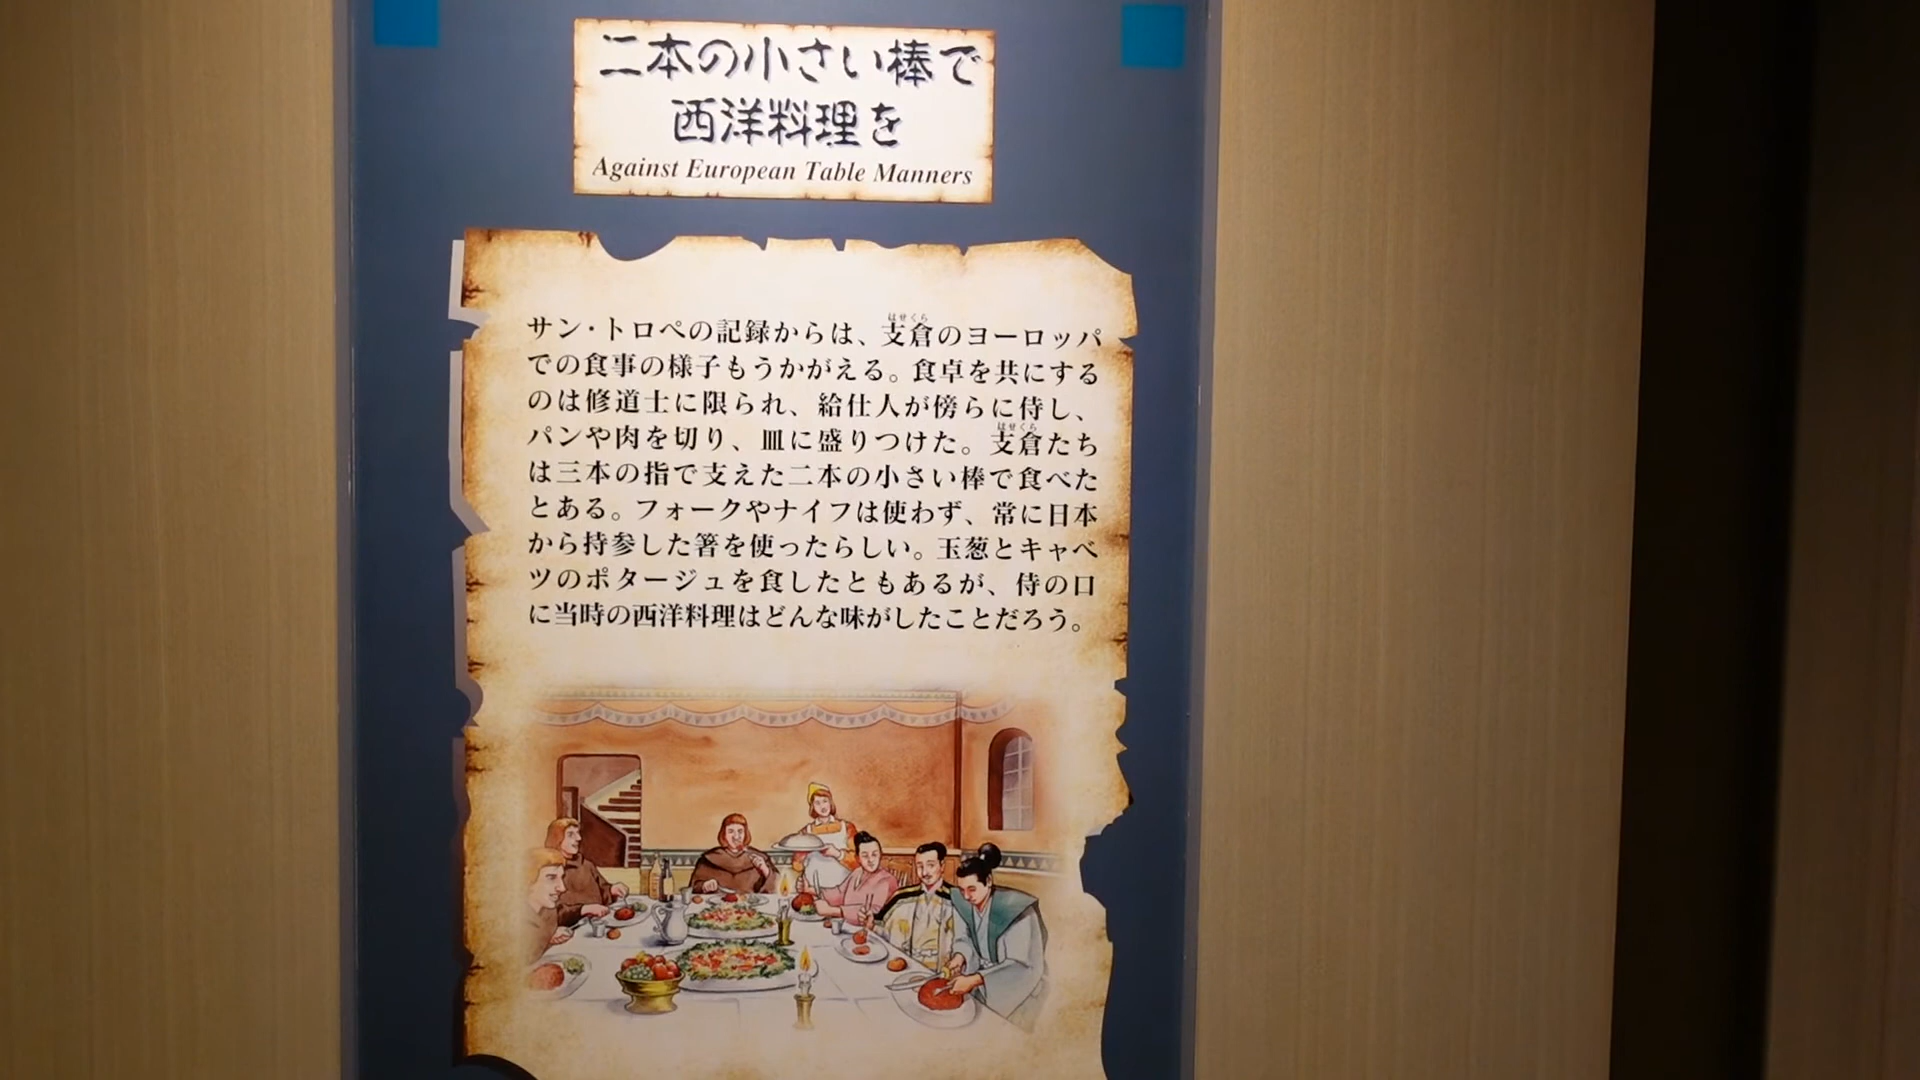 二本の小さい棒で
西洋料理を
Against European Table Manners
サン・トロペの記録からは、支倉のヨーロッパ
での食事の様子もうかがえる。食卓を共にする
のは修道士に限られ、給仕人が傍らに侍し、
パンや肉を切り、皿に盛りつけた。支倉たち
は三本の指で支えた二本の小さい棒で食べた
とある。フォークやナイフは使わず、常に日本
から持参した箸を使ったらしい。玉葱とキャベ
ツのポタージュを食したともあるが、侍の口
に当時の西洋料理はどんな味がしたことだろう。